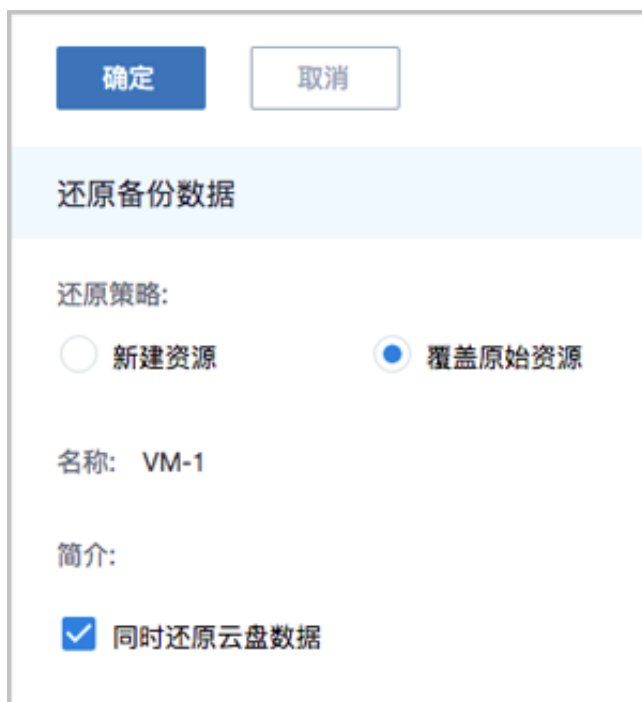 确定 取消
还原备份数据
还原策略:
新建资源 覆盖原始资源
名称: VM-1
简介:
同时还原云盘数据